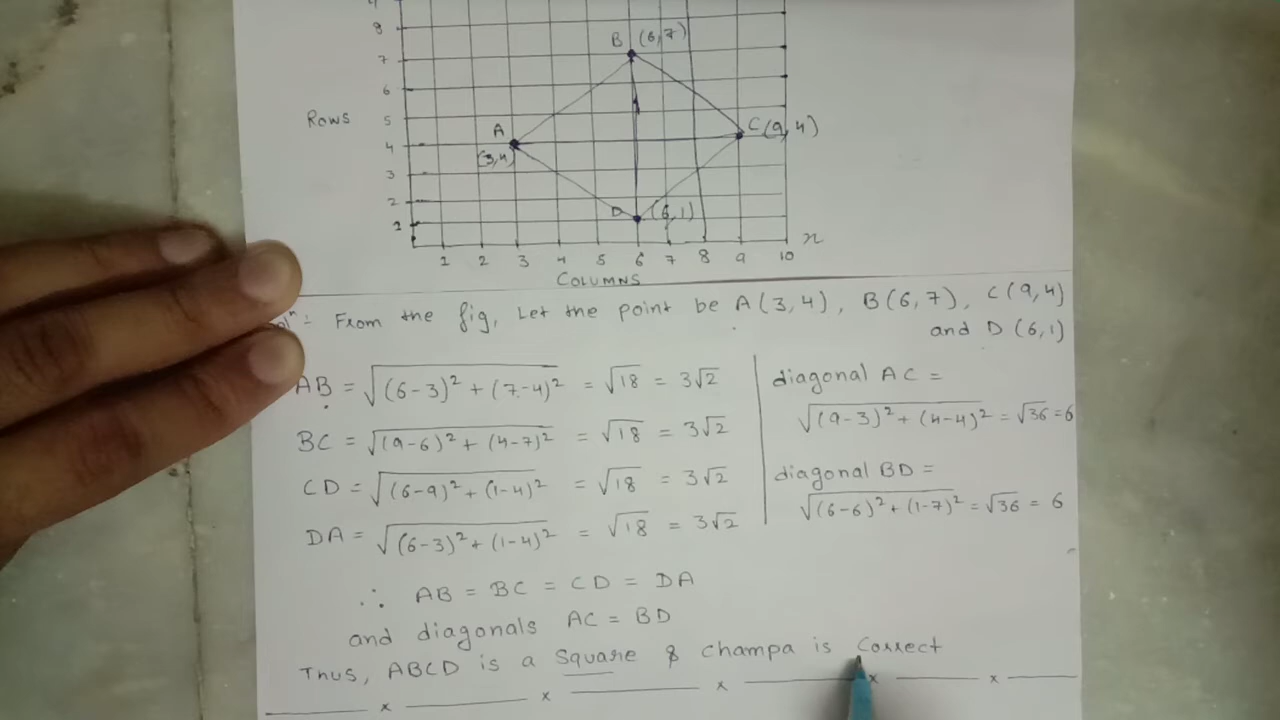 8
B (6,7)
7
6
Rows
5
A
C(9,4)
4
(3,4)
3
2
D (6,1)
1
1 2 3 4 5 6 7 8 9 10 x
COLUMNS
From the fig, Let the point be A(3,4), B(6,7), C(9,4)
and D (6,1)
AB = √(6-3)² + (7-4)² = √18 = 3√2
BC = √(9-6)² + (4-7)² = √18 = 3√2
CD = √(6-9)² + (1-4)² = √18 = 3√2
DA = √(6-3)² + (1-4)² = √18 = 3√2
diagonal AC =
√(9-3)² + (4-4)² = √36 = 6
diagonal BD =
√(6-6)² + (1-7)² = √36 = 6
∴ AB = BC = CD = DA
and diagonals AC = BD
Thus, ABCD is a Square & champa is Correct